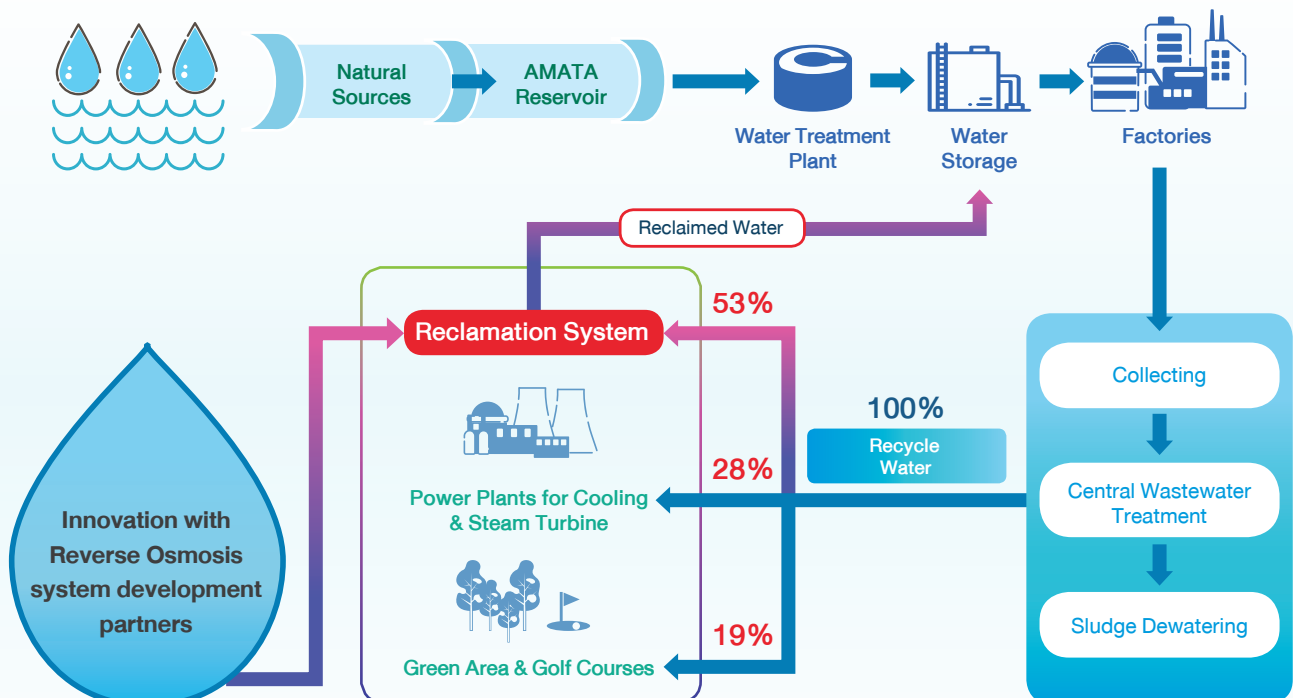 Natural
Sources
AMATA
Reservoir
Water Treatment
Plant
Water
Storage
Factories
Reclaimed Water
53%
Reclamation System
Collecting
100%
Recycle
Water
28%
Power Plants for Cooling
& Steam Turbine
Central Wastewater
Treatment
Innovation with
Reverse Osmosis
system development
partners
19%
Green Area & Golf Courses
Sludge Dewatering